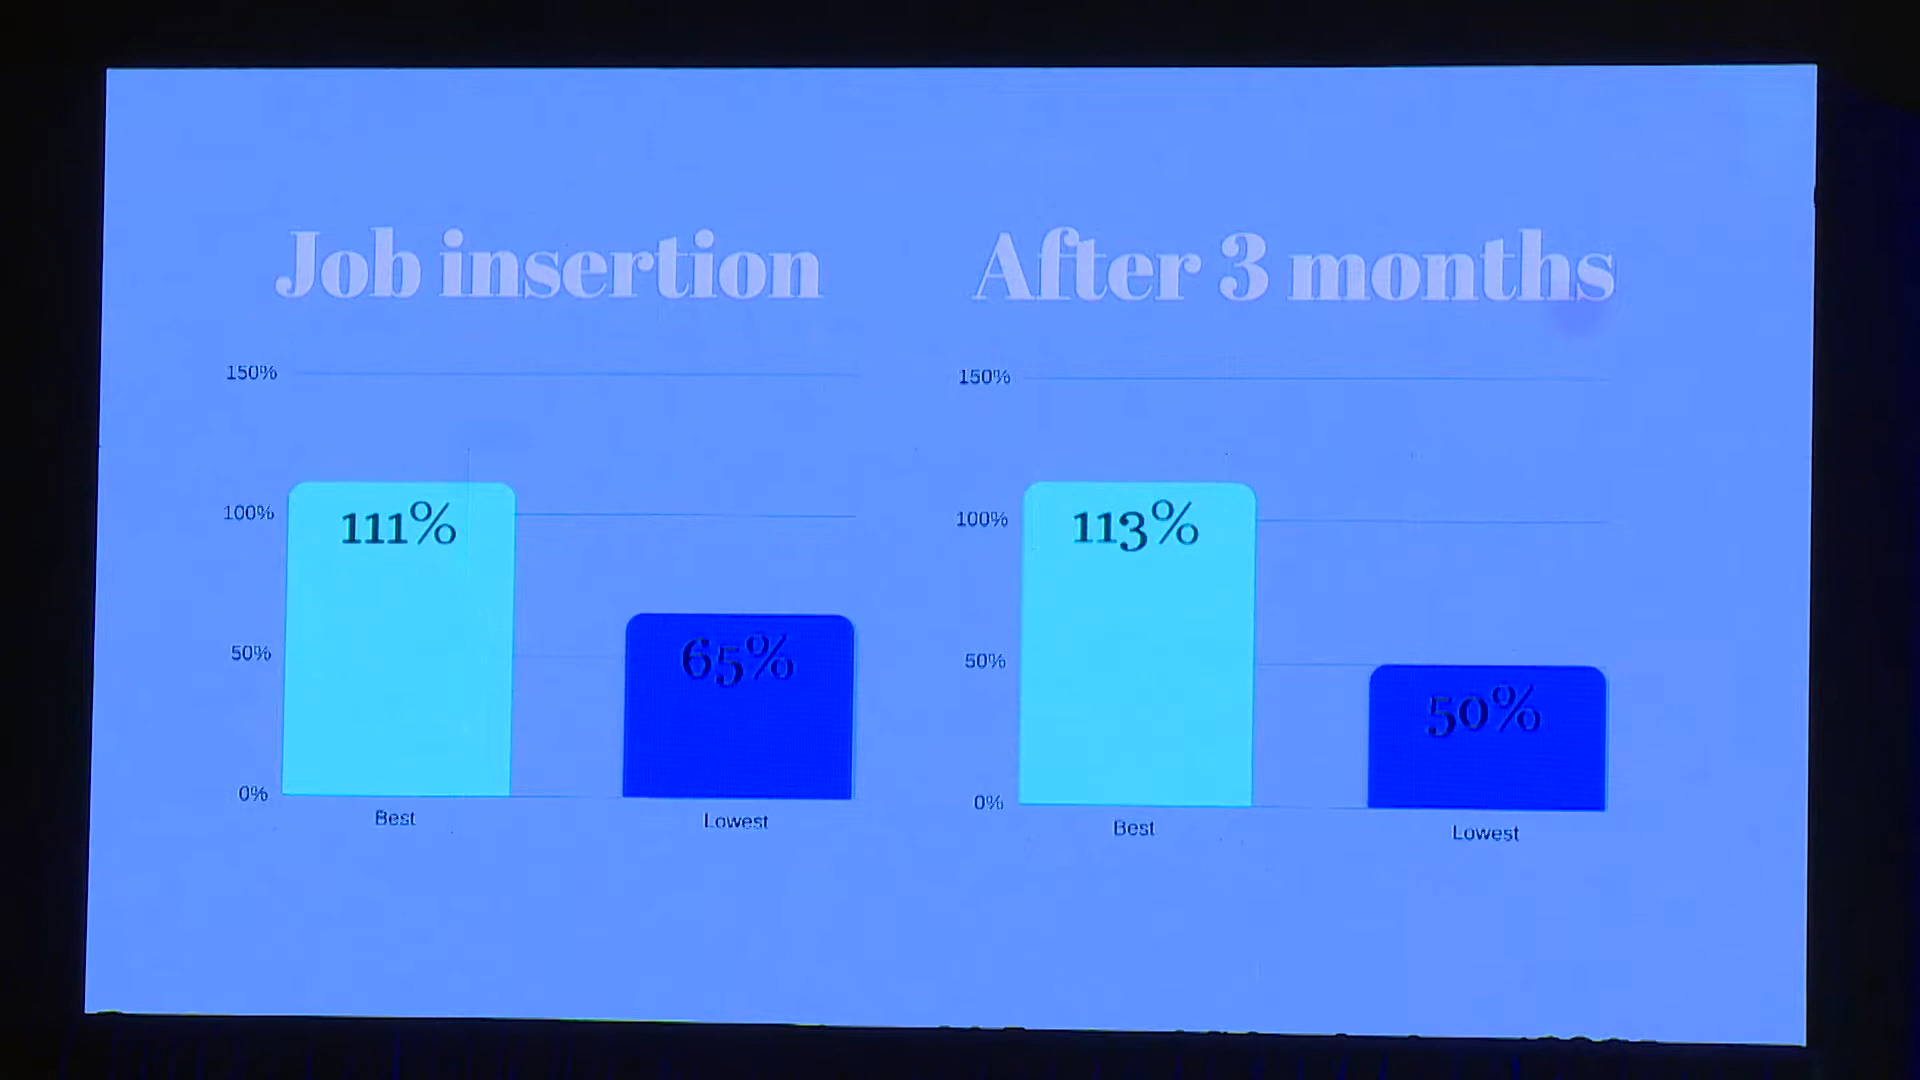 Job insertion
150%
100%
50%
0%
111%
65%
Best
Lowest
After 3 months
150%
100%
50%
0%
113%
50%
Best
Lowest